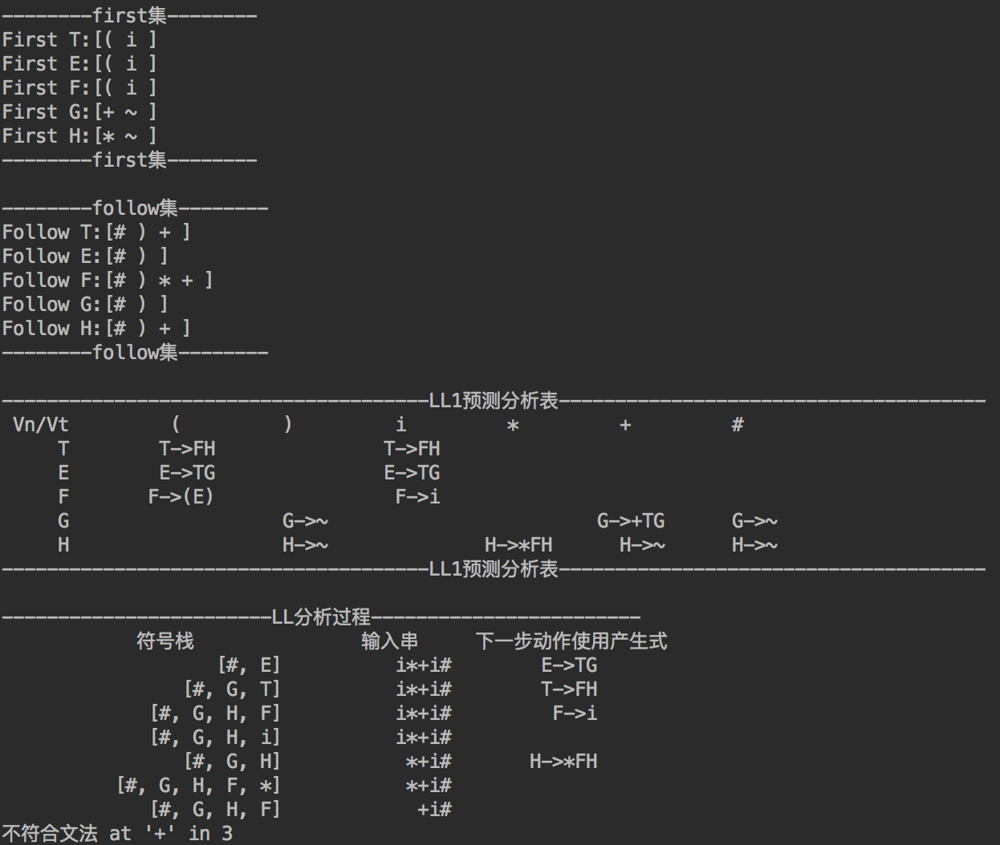 --------first集--------
First T:[( i ]
First E:[( i ]
First F:[( i ]
First G:[+ ~ ]
First H:[* ~ ]
--------first集--------
--------follow集--------
Follow T:[# ) + ]
Follow E:[# ) ]
Follow F:[# ) * + ]
Follow G:[# ) ]
Follow H:[# ) + ]
--------follow集--------
--------------------------------------LL1预测分析表--------------------------------------
Vn/Vt ( ) i * + #
T T->FH T->FH
E E->TG E->TG
F F->(E) F->i
G G->~ G->+TG G->~
H H->~ H->*FH H->~ H->~
--------------------------------------LL1预测分析表--------------------------------------
------------------------LL分析过程------------------------
符号栈 输入串 下一步动作使用产生式
[#, E] i*+i# E->TG
[#, G, T] i*+i# T->FH
[#, G, H, F] i*+i# F->i
[#, G, H, i] i*+i#
[#, G, H] *+i# H->*FH
[#, G, H, F, *] *+i#
[#, G, H, F] +i#
不符合文法 at '+' in 3